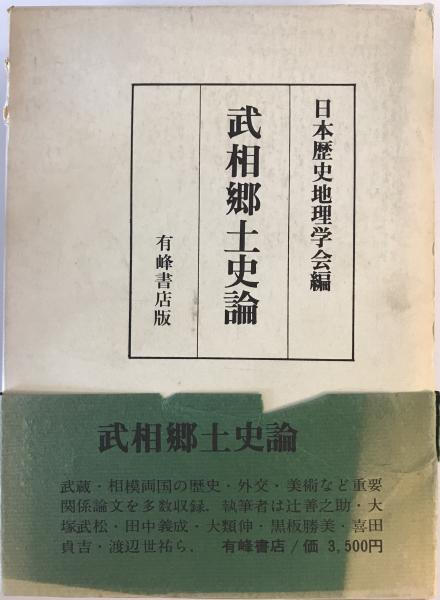 日本歴史地理学会編
武相郷土史論
有峰書店版
武相郷土史論
武蔵・相模両国の歴史・外交・美術など重要
関係論文を多数収録．執筆者は辻善之助・大
塚武松・田中義成・大類伸・黒板勝美・喜田
貞吉・渡辺世祐ら． 有峰書店/価 3,500円